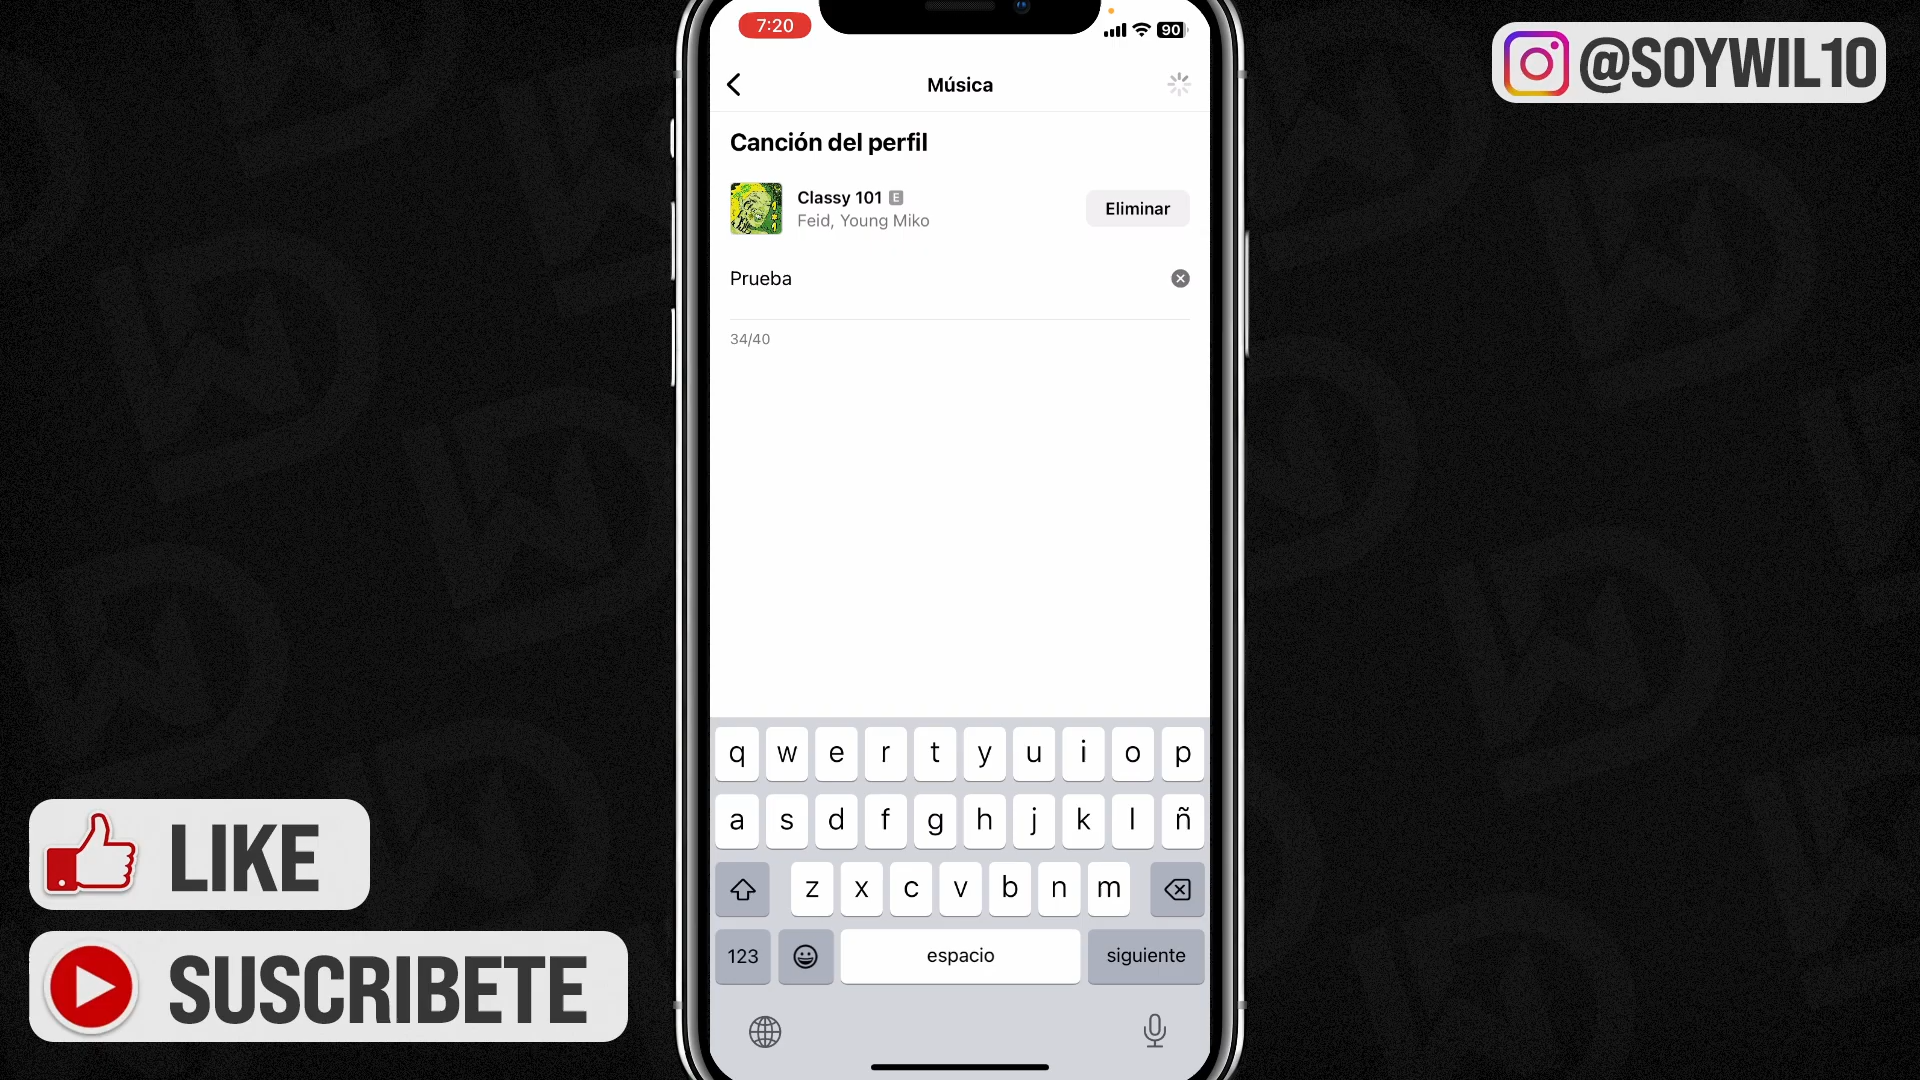 7:20
90
@SOYWIL10
Música
Canción del perfil
Classy 101 E
Feid, Young Miko
Eliminar
Prueba
34/40
q w e r t y u i o p
a s d f g h j k l ñ
z x c v b n m
123 espacio siguiente
LIKE
SUSCRIBETE